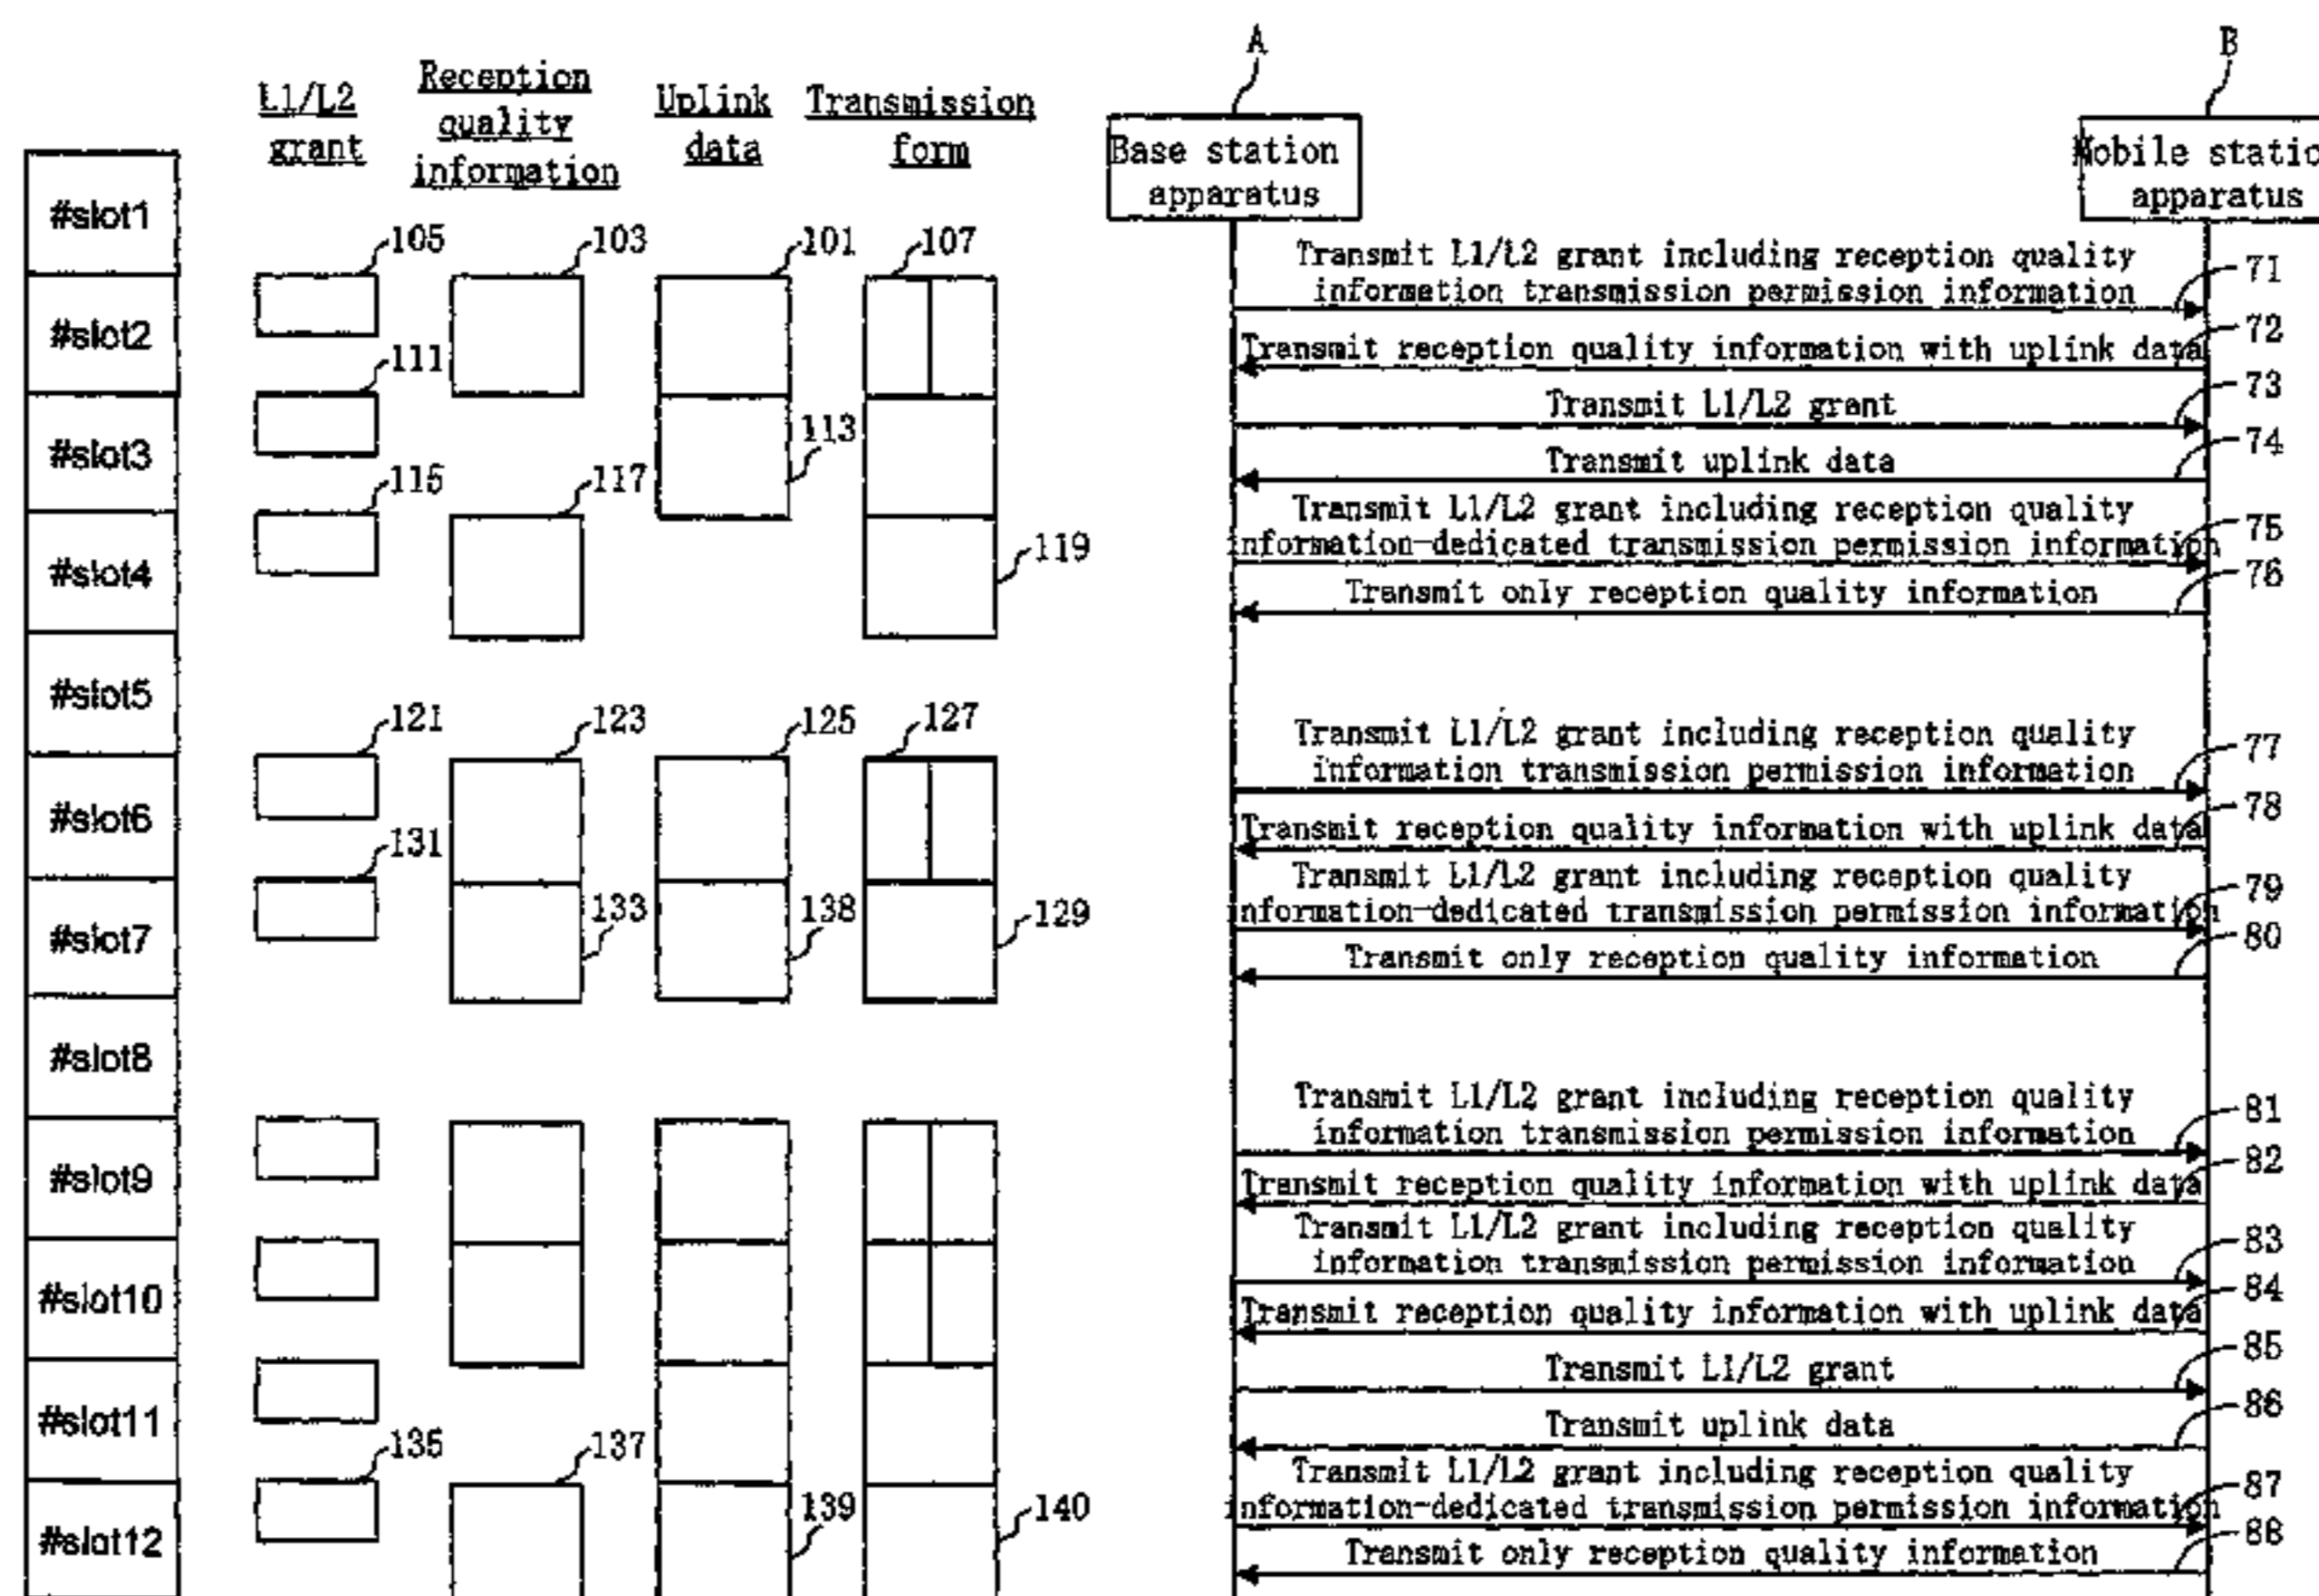 A
B
L1/L2
grant
Reception
quality
information
Uplink
data
Transmission
form
Base station
apparatus
Mobile statio
apparatus
#slot1
#slot2
#slot3
#slot4
#slot5
#slot6
#slot7
#slot8
#slot9
#slot10
#slot11
#slot12
105
103
101
107
111
113
115
117
119
121
123
125
127
131
133
138
129
135
137
139
140
Transmit L1/L2 grant including reception quality
information transmission permission information
71
Transmit reception quality information with uplink data
72
Transmit L1/L2 grant
73
Transmit uplink data
74
Transmit L1/L2 grant including reception quality
information-dedicated transmission permission information
75
Transmit only reception quality information
76
Transmit L1/L2 grant including reception quality
information transmission permission information
77
Transmit reception quality information with uplink data
78
Transmit L1/L2 grant including reception quality
information-dedicated transmission permission information
79
Transmit only reception quality information
80
Transmit L1/L2 grant including reception quality
information transmission permission information
81
Transmit reception quality information with uplink data
82
Transmit L1/L2 grant including reception quality
information transmission permission information
83
Transmit reception quality information with uplink data
84
Transmit L1/L2 grant
85
Transmit uplink data
86
Transmit L1/L2 grant including reception quality
information-dedicated transmission permission information
87
Transmit only reception quality information
88